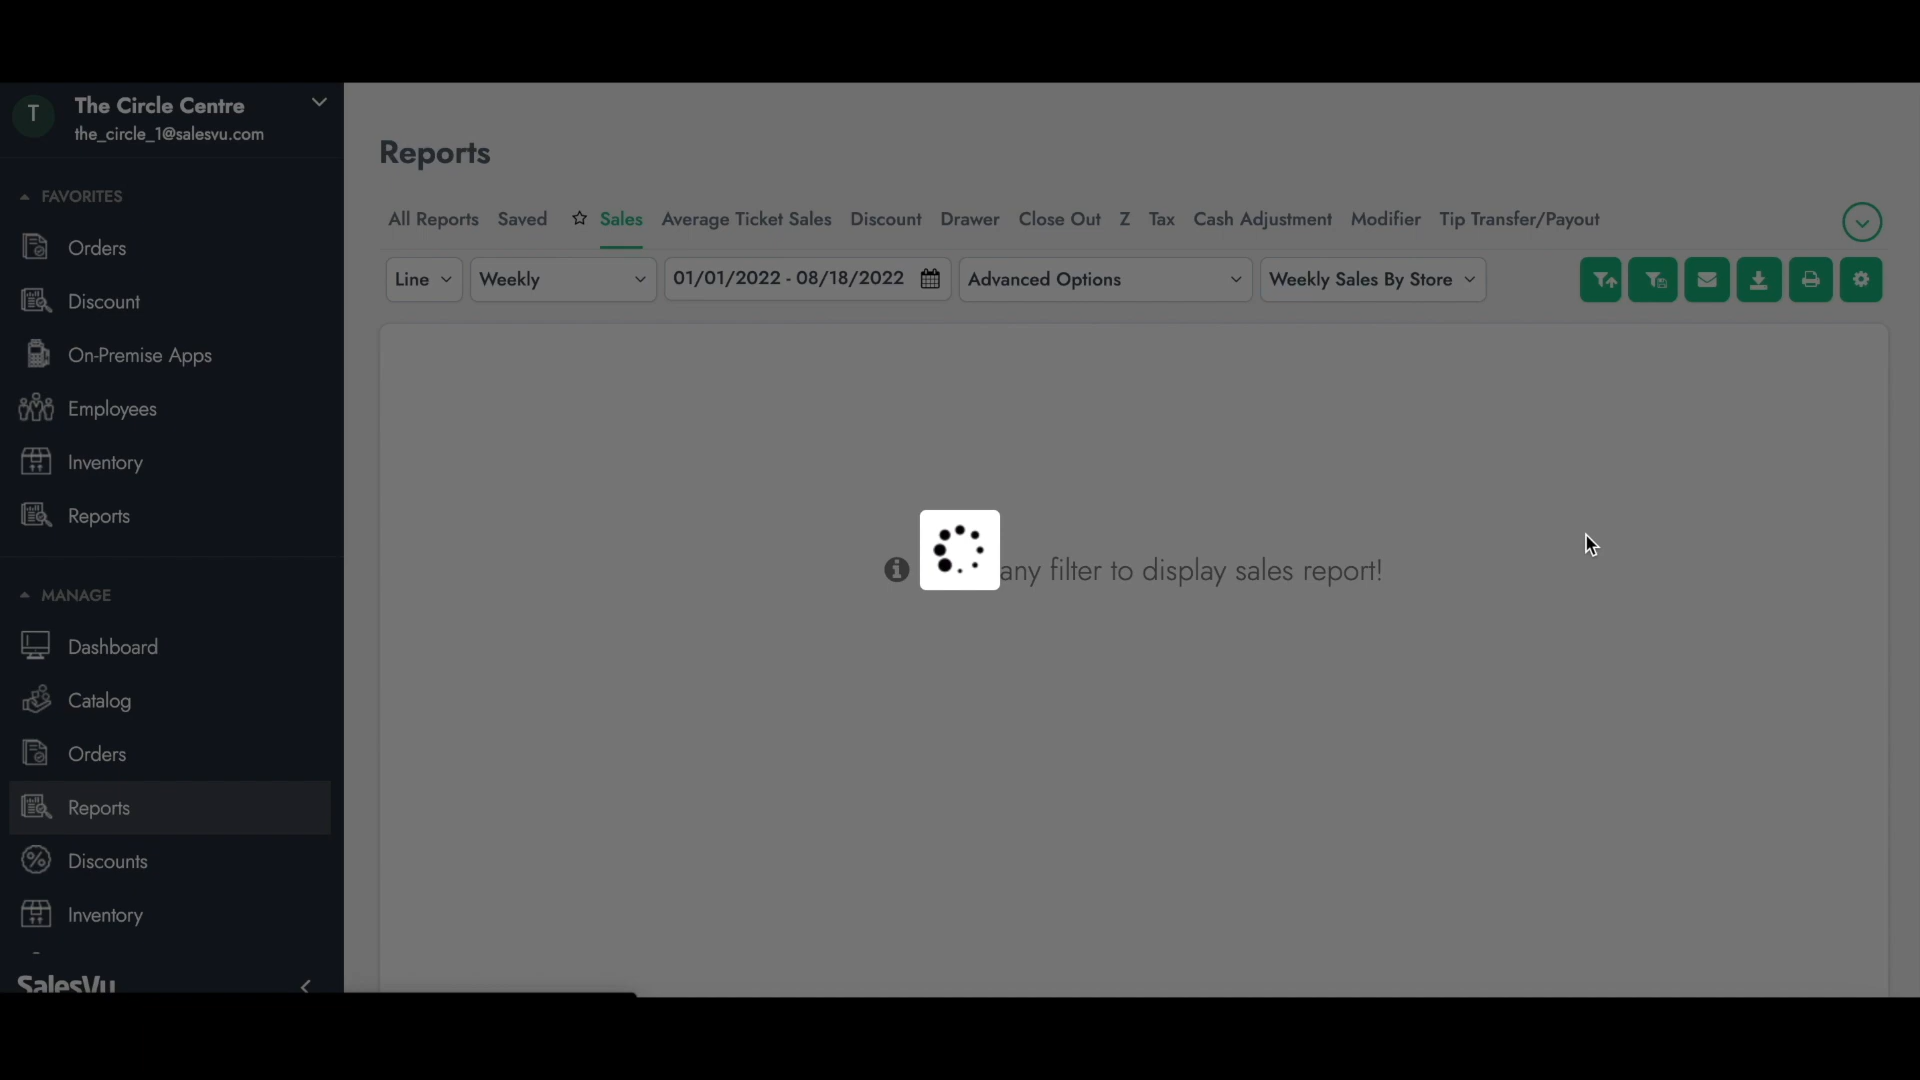 T
The Circle Centre
the_circle_1@salesvu.com
FAVORITES
Orders
Discount
On-Premise Apps
Employees
Inventory
Reports
MANAGE
Dashboard
Catalog
Orders
Reports
Discounts
Inventory
SalesVu
Reports
All Reports Saved Sales Average Ticket Sales Discount Drawer Close Out Z Tax Cash Adjustment Modifier Tip Transfer/Payout
Line Weekly 01/01/2022 - 08/18/2022 Advanced Options Weekly Sales By Store
any filter to display sales report!